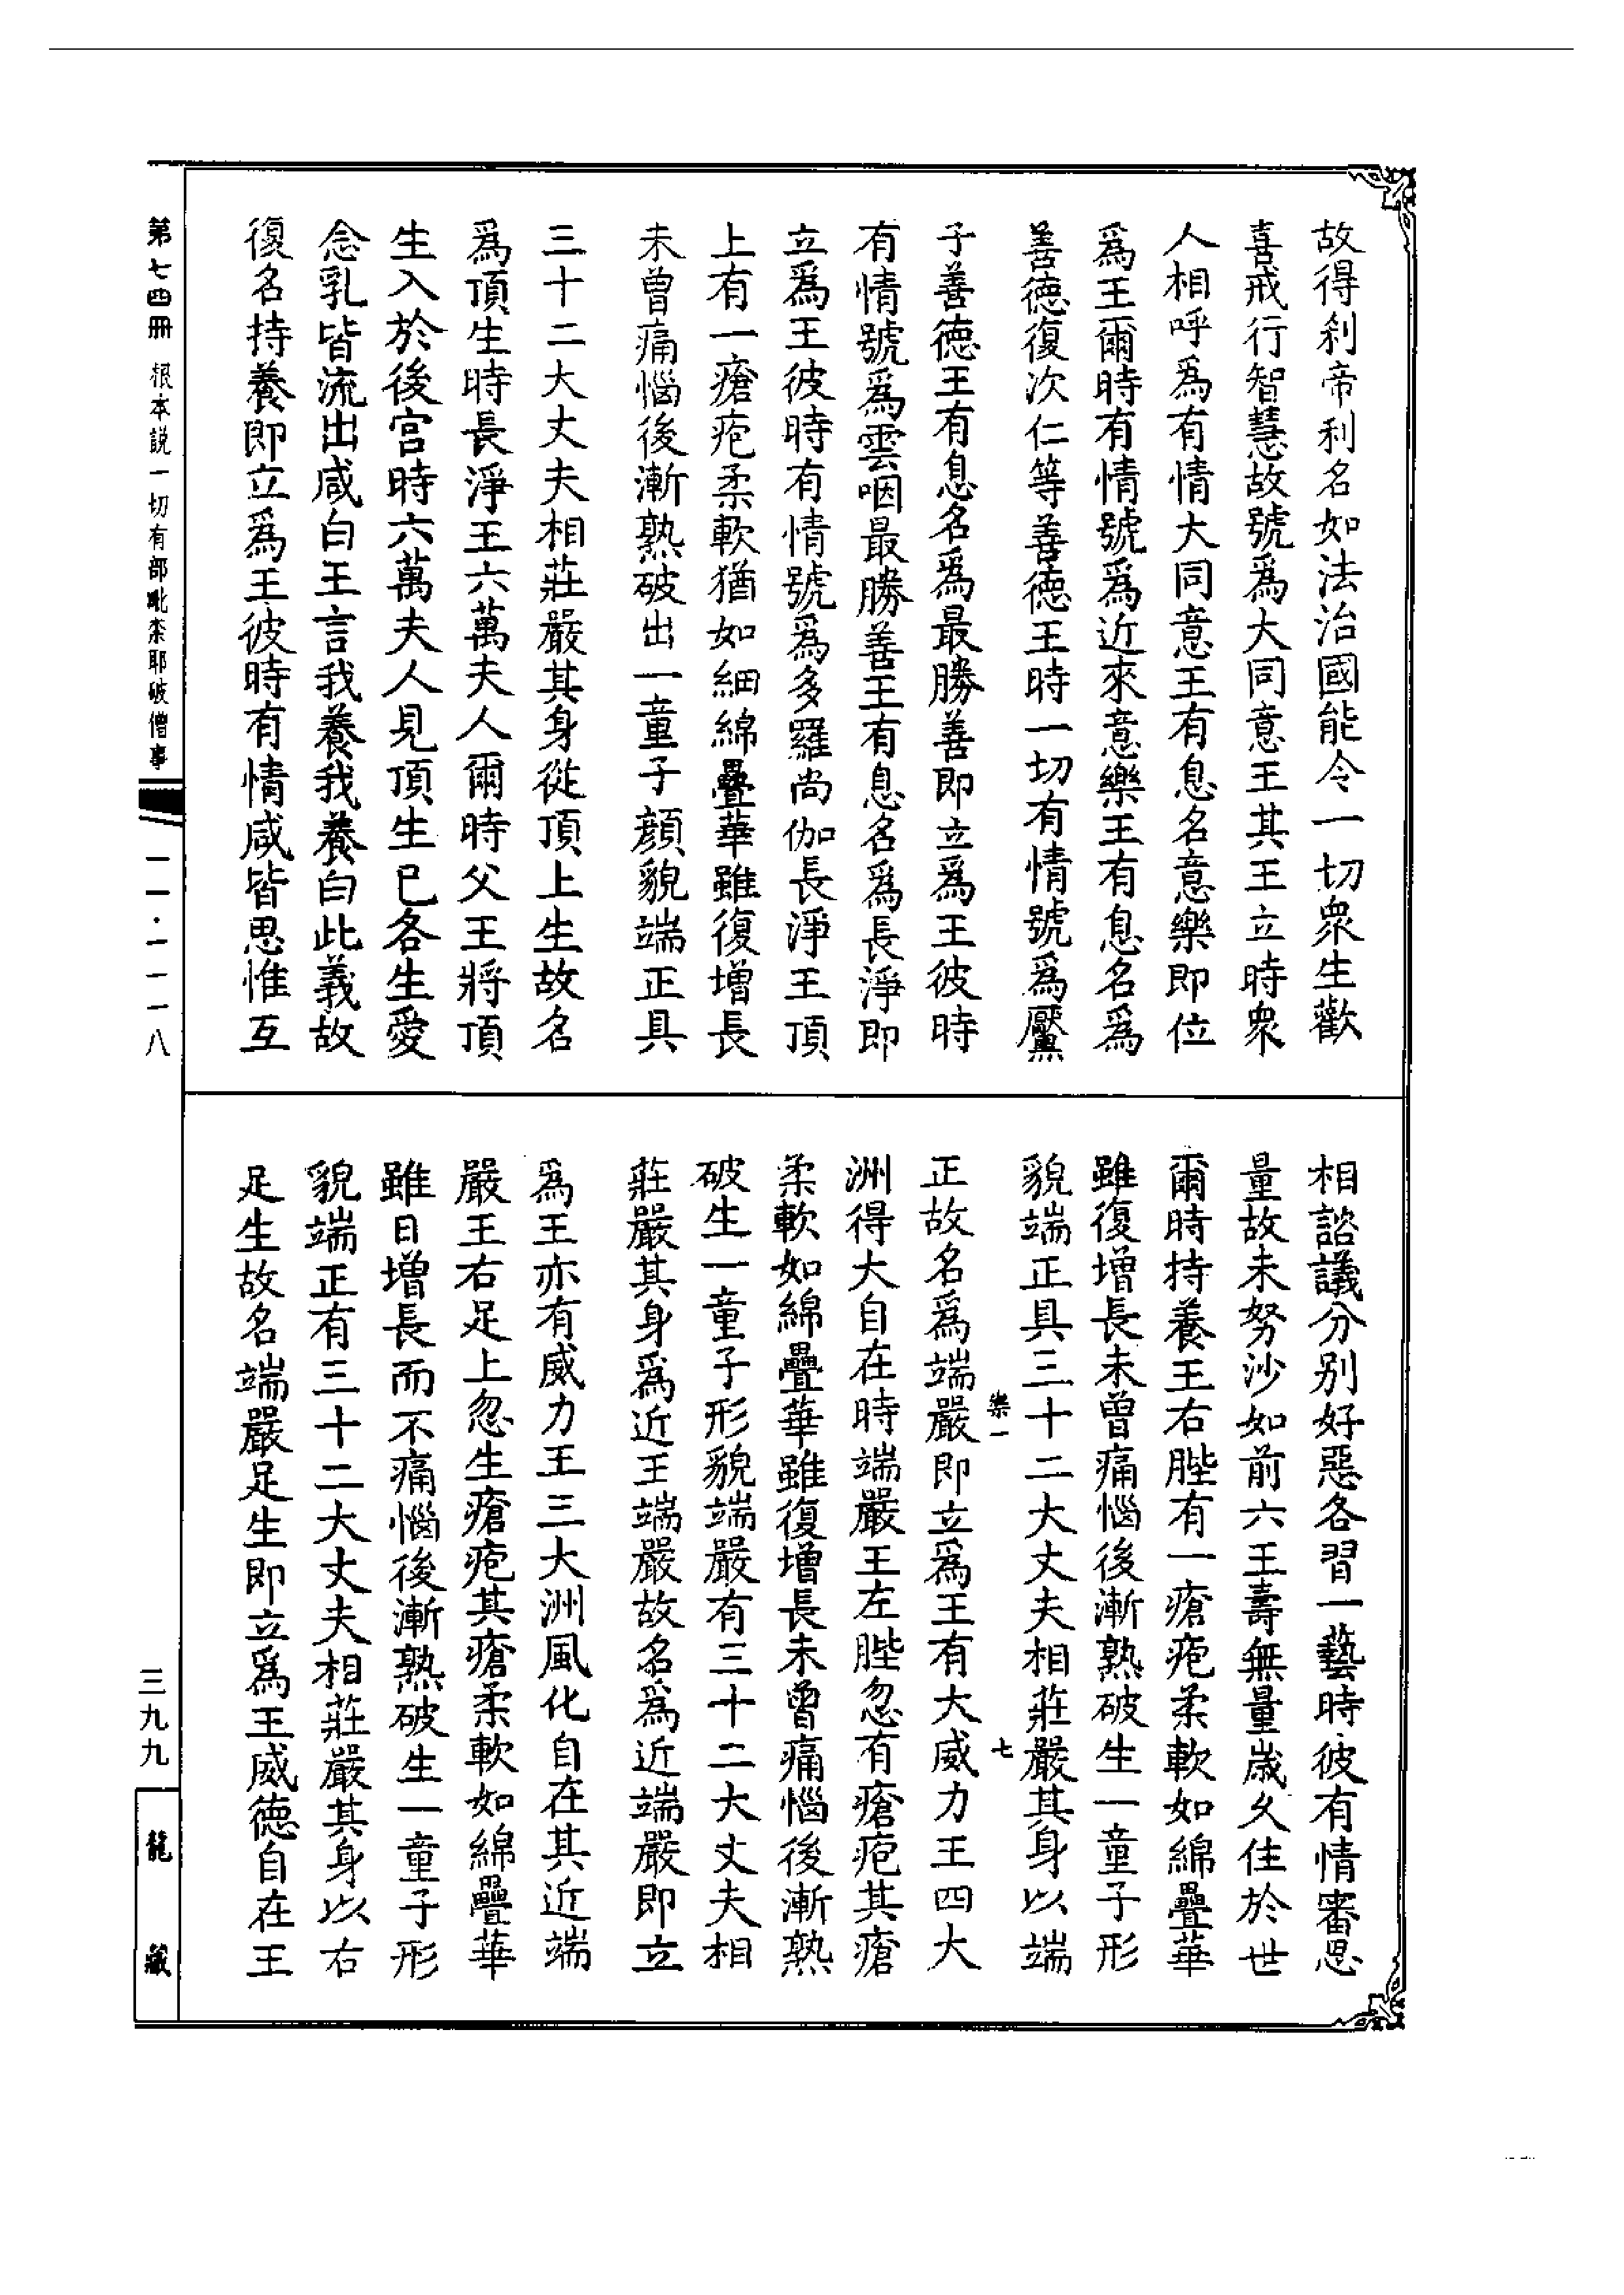 故得刹帝利名如法治國能令一切衆生歡
喜戒行智慧故號爲大同意王其王立時衆
人相呼爲有情大同意王有息名意樂即位
爲王爾時有情號爲近來意樂王有息名爲
善德復次仁等善德王時一切有情號爲黶
子善德王有息名爲最勝善即立爲王彼時
有情號爲雲咽最勝善王有息名爲長淨即
立爲王彼時有情號爲多羅尚伽長淨王頂
上有一瘡疱柔軟猶如細綿疊華雖復增長
未曾痛惱後漸熟破出一童子顏貌端正具
三十二大丈夫相莊嚴其身從頂上生故名
爲頂生時長淨王六萬夫人爾時父王將頂
生入於後宮時六萬夫人見頂生已各生愛
念乳皆流出咸白王言我養我養白此義故
復名持養即立爲王彼時有情咸皆思惟互
相諮議分別好惡各習一藝時彼有情審思
量故未努沙如前六王壽無量歲久住於世
爾時持養王右䏶有一瘡疱柔軟如綿疊華
雖復增長未曾痛惱後漸熟破生一童子形
貌端正具三十二大丈夫相莊嚴其身以端
樂一 七
正故名爲端嚴即立爲王有大威力王四大
洲得大自在時端嚴王左䏶忽有瘡疱其瘡
柔軟如綿疊華雖復增長未曾痛惱後漸熟
破生一童子形貌端嚴有三十二大丈夫相
莊嚴其身爲近王端嚴故名爲近端嚴即立
爲王亦有威力王三大洲風化自在其近端
嚴王右足上忽生瘡疱其瘡柔軟如綿疊華
雖日增長而不痛惱後漸熟破生一童子形
貌端正有三十二大丈夫相莊嚴其身以右
足生故名端嚴足生即立爲王威德自在王
第七四冊 根本説一切有部毗柰耶破僧事 一一·一一一八
三九九 龍藏